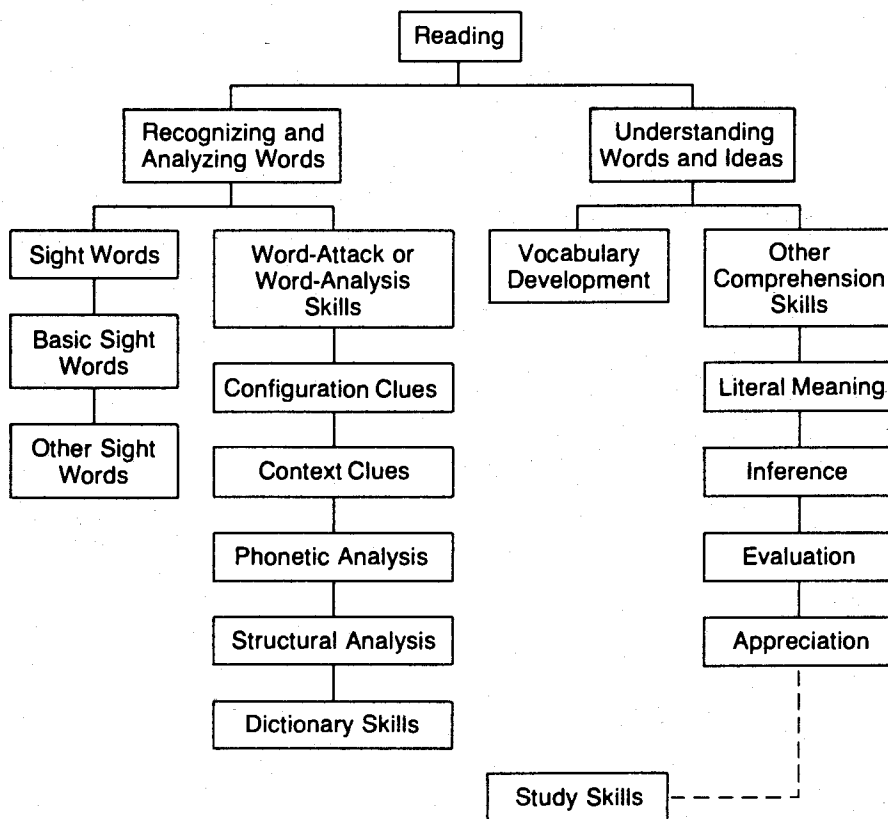 Reading
Recognizing and
Analyzing Words
Understanding
Words and Ideas
Sight Words
Word-Attack or
Word-Analysis
Skills
Vocabulary
Development
Other
Comprehension
Skills
Basic Sight
Words
Configuration Clues
Literal Meaning
Other Sight
Words
Context Clues
Inference
Phonetic Analysis
Evaluation
Structural Analysis
Appreciation
Dictionary Skills
Study Skills